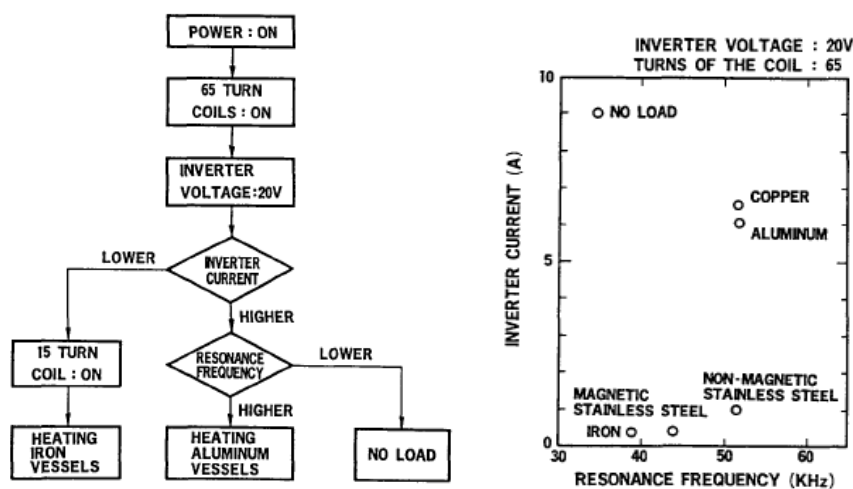 POWER : ON
65 TURN
COILS : ON
INVERTER
VOLTAGE:20V
INVERTER
CURRENT
LOWER
HIGHER
15 TURN
COIL : ON
RESONANCE
FREQUENCY
LOWER
HIGHER
HEATING
IRON
VESSELS
HEATING
ALUMINUM
VESSELS
NO LOAD
INVERTER VOLTAGE : 20V
TURNS OF THE COIL : 65
10
5
0
INVERTER CURRENT (A)
NO LOAD
COPPER
ALUMINUM
NON-MAGNETIC
STAINLESS STEEL
MAGNETIC
STAINLESS STEEL
IRON
30 40 50 60
RESONANCE FREQUENCY (KHz)